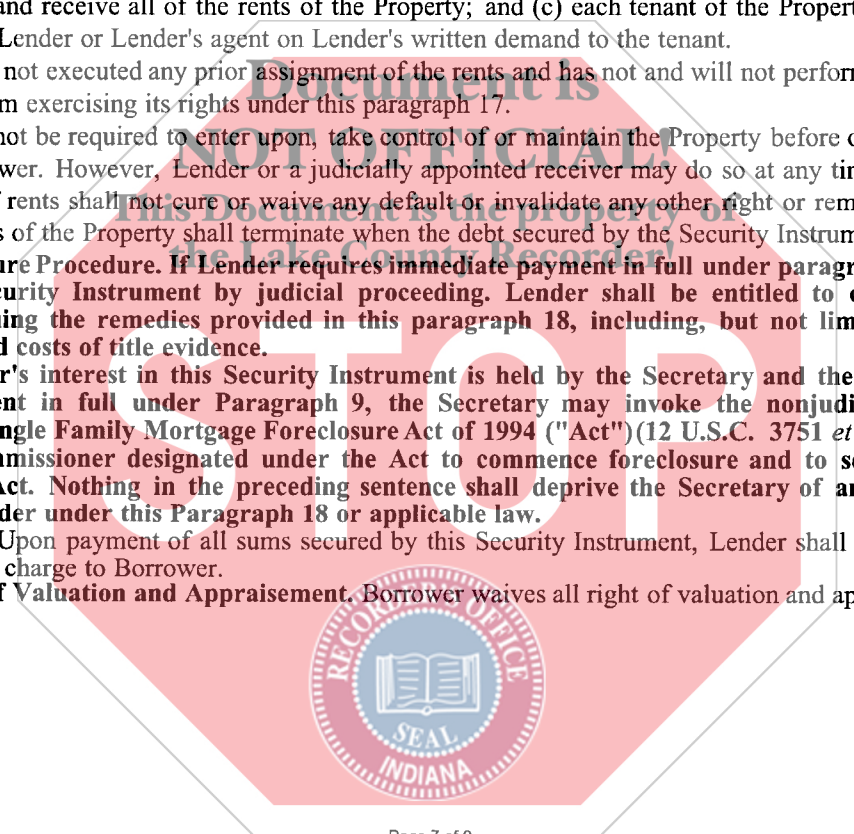 and receive all of the rents of the Property; and (c) each tenant of the Propert
Lender or Lender's agent on Lender's written demand to the tenant.
not executed any prior assignment of the rents and has not and will not perform
m exercising its rights under this paragraph 17.
not be required to enter upon, take control of or maintain the Property before o
wer. However, Lender or a judicially appointed receiver may do so at any tim
f rents shall not cure or waive any default or invalidate any other right or rem
s of the Property shall terminate when the debt secured by the Security Instrum
ure Procedure. If Lender requires immediate payment in full under paragr
curity Instrument by judicial proceeding. Lender shall be entitled to
ing the remedies provided in this paragraph 18, including, but not lim
d costs of title evidence.
r's interest in this Security Instrument is held by the Secretary and the
ent in full under Paragraph 9, the Secretary may invoke the nonjudi
ngle Family Mortgage Foreclosure Act of 1994 ("Act")(12 U.S.C. 3751 et
mmissioner designated under the Act to commence foreclosure and to s
Act. Nothing in the preceding sentence shall deprive the Secretary of a
der under this Paragraph 18 or applicable law.
Upon payment of all sums secured by this Security Instrument, Lender shall
charge to Borrower.
f Valuation and Appraisement. Borrower waives all right of valuation and ap
Document is
NOT OFFICIAL!
This Document is the property of
the Lake County Recorder!
STOP
RECORDER'S OFFICE
SEAL
INDIANA